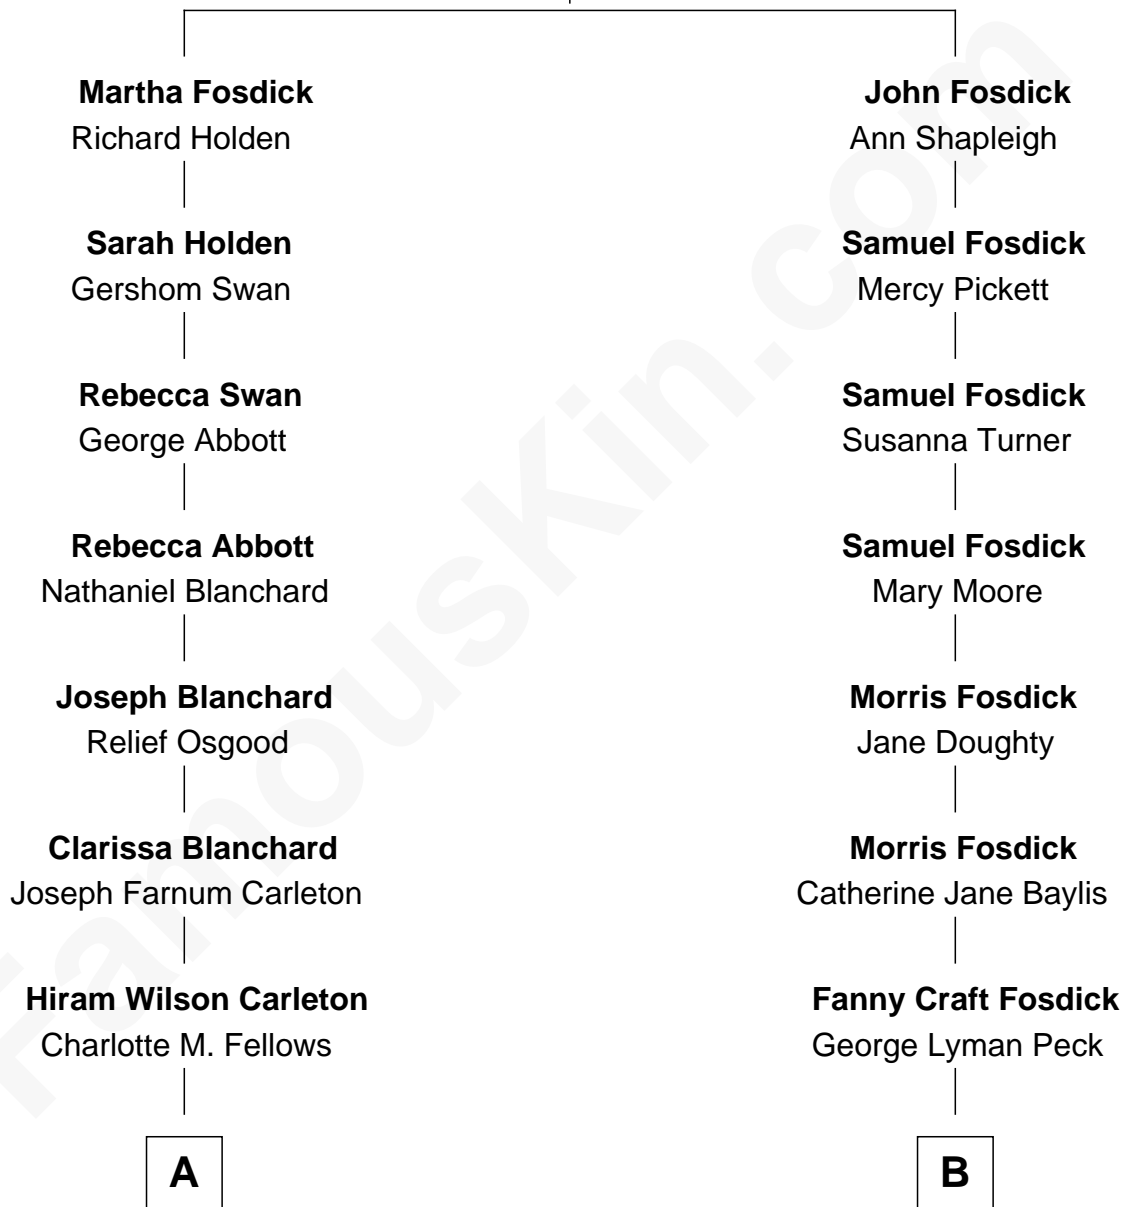 Martha Fosdick
Richard Holden
Sarah Holden
Gershom Swan
Rebecca Swan
George Abbott
Rebecca Abbott
Nathaniel Blanchard
Joseph Blanchard
Relief Osgood
Clarissa Blanchard
Joseph Farnum Carleton
Hiram Wilson Carleton
Charlotte M. Fellows
A
John Fosdick
Ann Shapleigh
Samuel Fosdick
Mercy Pickett
Samuel Fosdick
Susanna Turner
Samuel Fosdick
Mary Moore
Morris Fosdick
Jane Doughty
Morris Fosdick
Catherine Jane Baylis
Fanny Craft Fosdick
George Lyman Peck
B
FamousKin.com